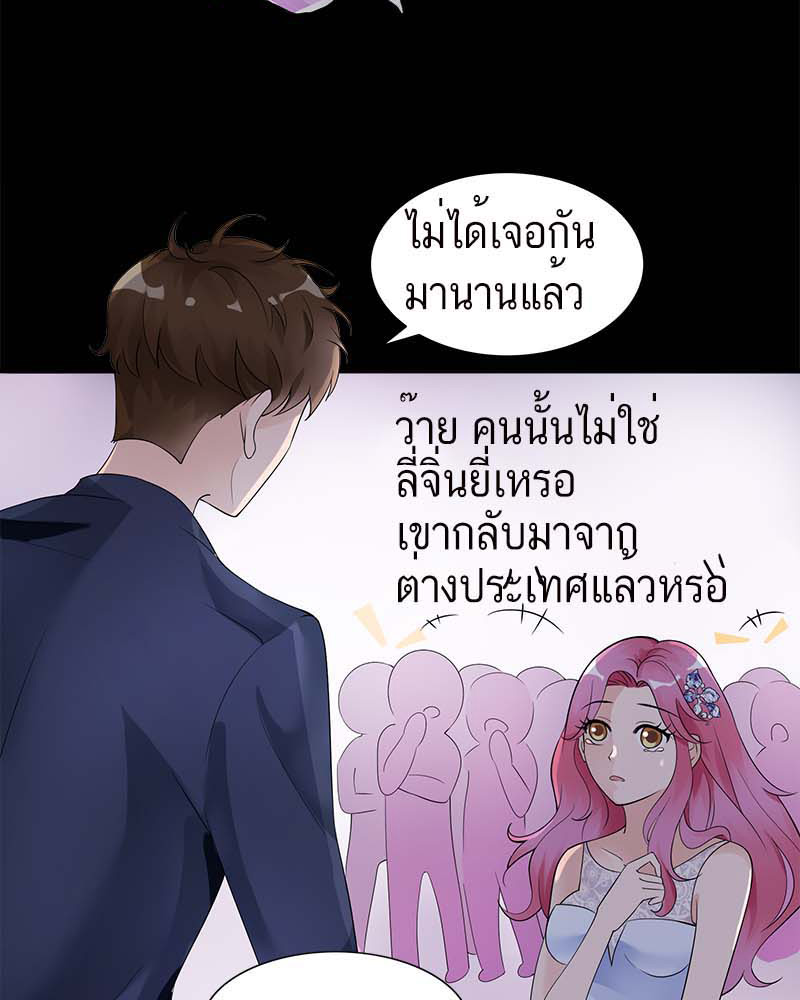 ไม่ได้เจอกัน
มานานแล้ว
ว๊าย คนนั้นไม่ใช่
ลี่จิ่นยี่เหรอ
เขากลับมาจาก
ต่างประเทศแล้วหรอ